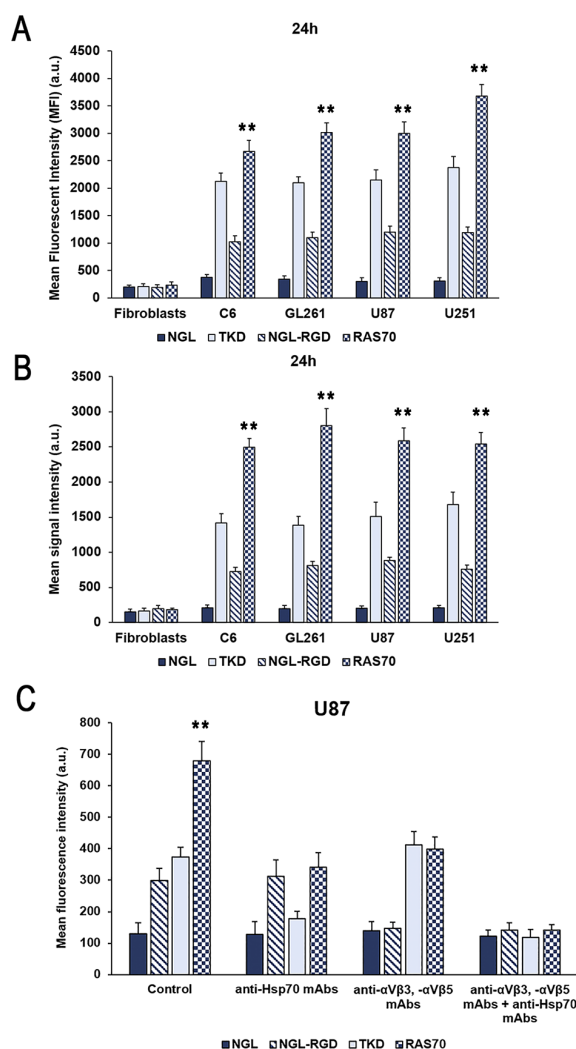 A
24h
Mean Fluorescent Intensity (MFI) (a.u.)
4500
4000
3500
3000
2500
2000
1500
1000
500
0
** ** ** **
Fibroblasts C6 GL261 U87 U251
NGL TKD NGL-RGD RAS70
B
24h
Mean signal intensity (a.u.)
3500
3000
2500
2000
1500
1000
500
0
** ** ** **
Fibroblasts C6 GL261 U87 U251
NGL TKD NGL-RGD RAS70
C
U87
Mean fluorescence intensity (a.u.)
800
700
600
500
400
300
200
100
0
**
Control anti-Hsp70 mAbs anti-αVβ3, -αVβ5 mAbs anti-αVβ3, -αVβ5 mAbs + anti-Hsp70 mAbs
NGL NGL-RGD TKD RAS70